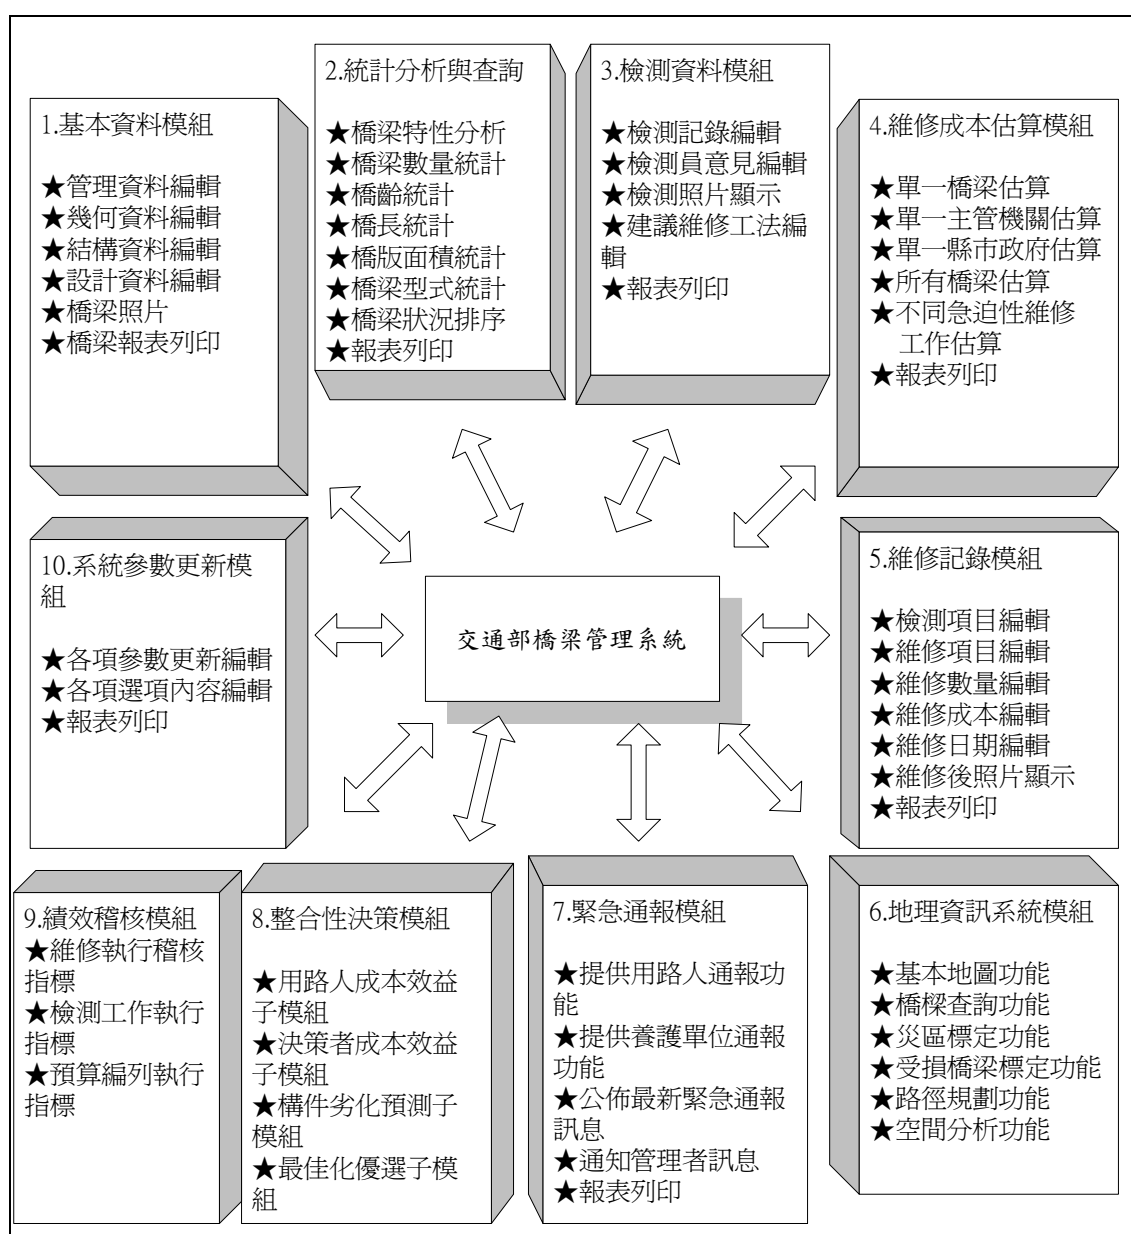 1.基本資料模組
★管理資料編輯
★幾何資料編輯
★結構資料編輯
★設計資料編輯
★橋梁照片
★橋梁報表列印
2.統計分析與查詢
★橋梁特性分析
★橋梁數量統計
★橋齡統計
★橋長統計
★橋版面積統計
★橋梁型式統計
★橋梁狀況排序
★報表列印
3.檢測資料模組
★檢測記錄編輯
★檢測員意見編輯
★檢測照片顯示
★建議維修工法編
輯
★報表列印
4.維修成本估算模組
★單一橋梁估算
★單一主管機關估算
★單一縣市政府估算
★所有橋梁估算
★不同急迫性維修
工作估算
★報表列印
10.系統參數更新模
組
★各項參數更新編輯
★各項選項內容編輯
★報表列印
交通部橋梁管理系統
5.維修記錄模組
★檢測項目編輯
★維修項目編輯
★維修數量編輯
★維修成本編輯
★維修日期編輯
★維修後照片顯示
★報表列印
9.績效稽核模組
★維修執行稽核
指標
★檢測工作執行
指標
★預算編列執行
指標
8.整合性決策模組
★用路人成本效益
子模組
★決策者成本效益
子模組
★構件劣化預測子
模組
★最佳化優選子模
組
7.緊急通報模組
★提供用路人通報功
能
★提供養護單位通報
功能
★公佈最新緊急通報
訊息
★通知管理者訊息
★報表列印
6.地理資訊系統模組
★基本地圖功能
★橋樑查詢功能
★災區標定功能
★受損橋梁標定功能
★路徑規劃功能
★空間分析功能